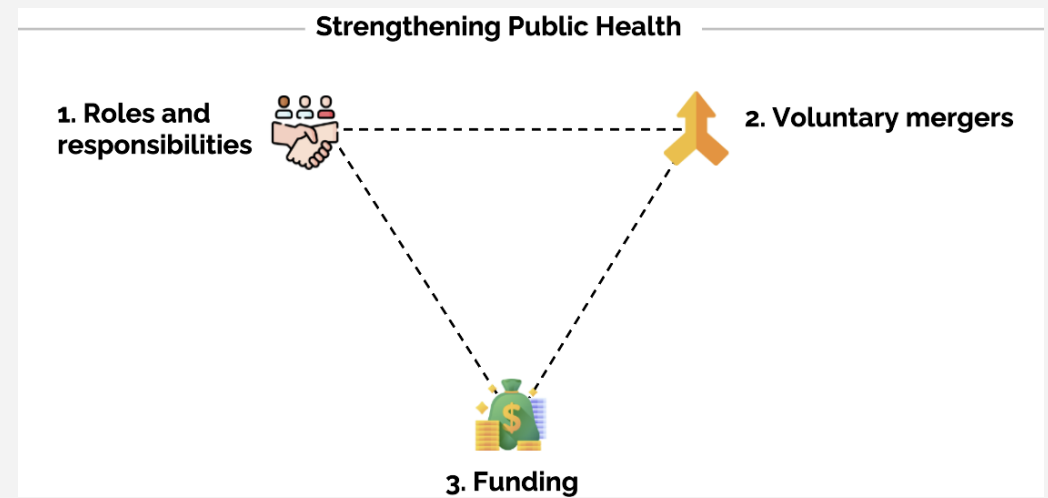 Strengthening Public Health
1. Roles and
responsibilities
2. Voluntary mergers
$
3. Funding